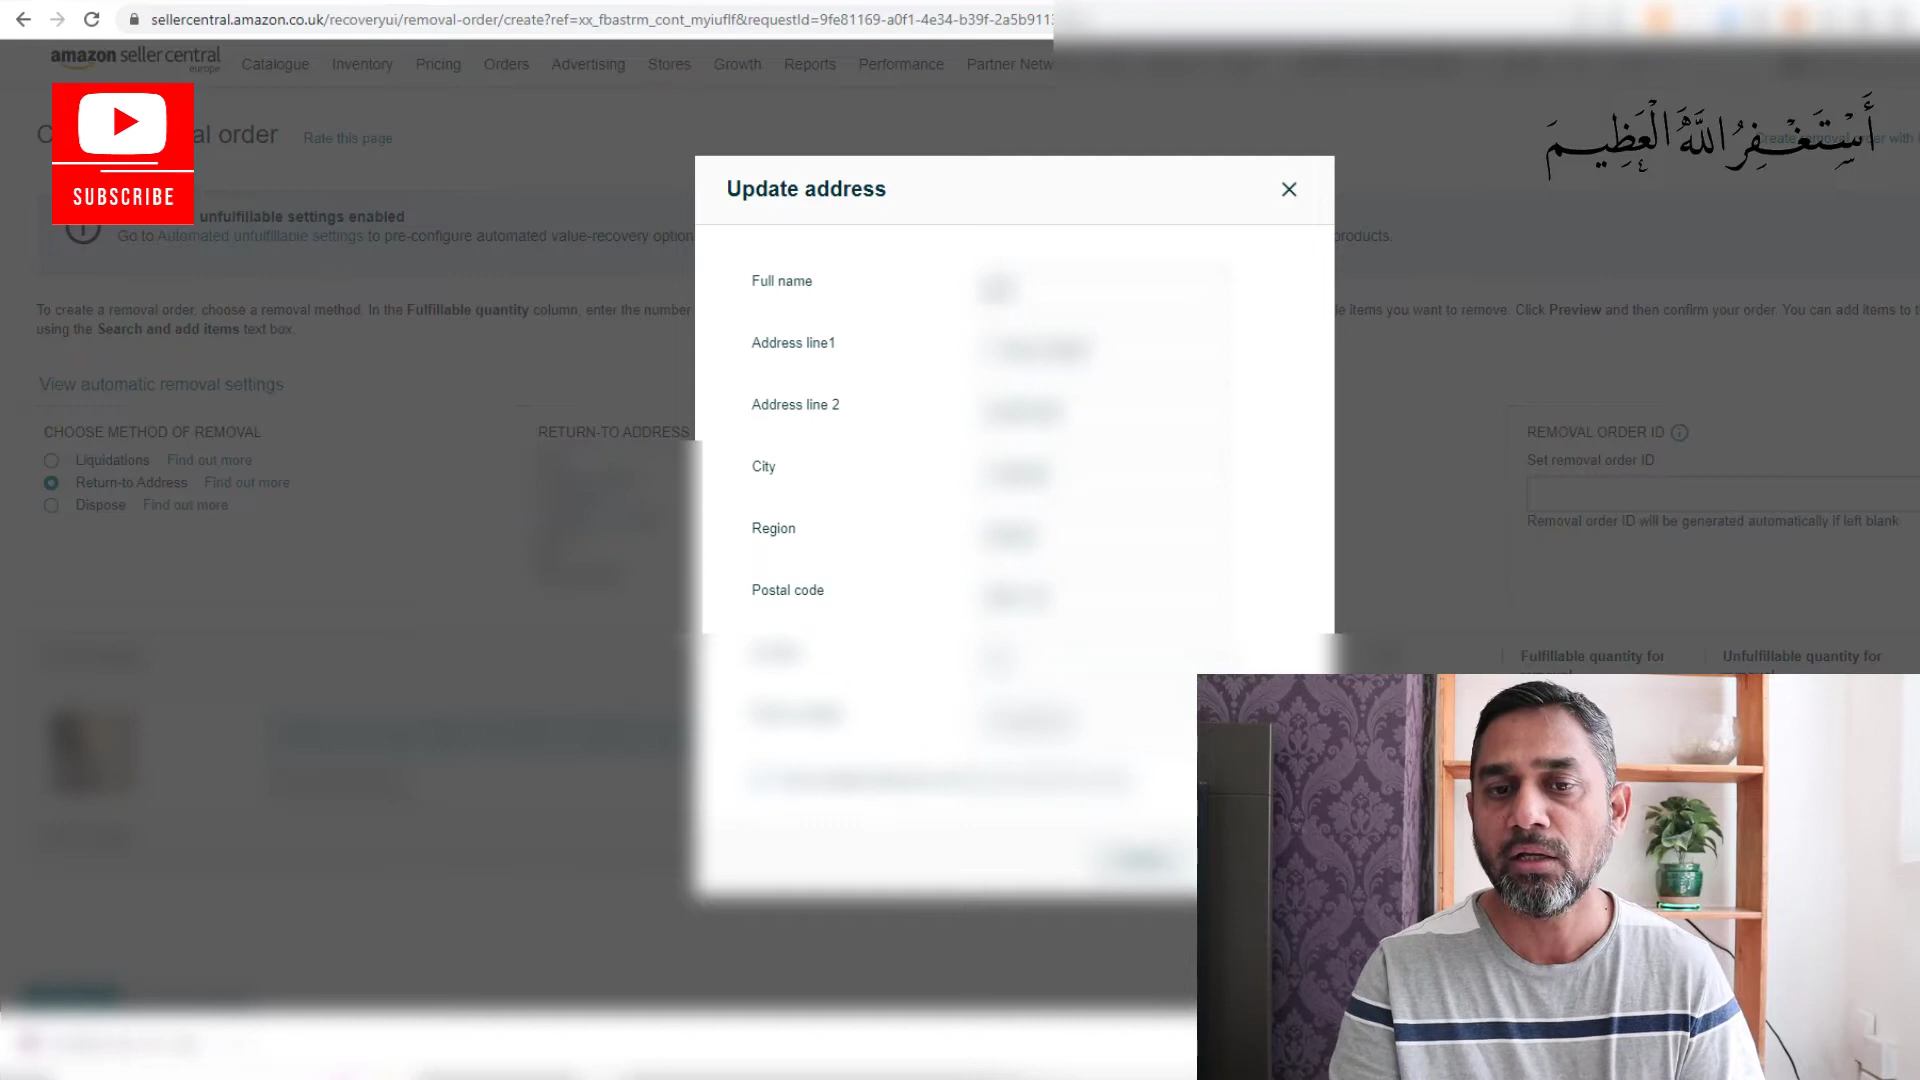 sellercentral.amazon.co.uk/recoveryui/removal-order/create?ref=xx_fbastrm_cont_myiuflf&requestId=9fe81169-a0f1-4e34-b39f-2a5b911
amazon seller central
europe
Catalogue Inventory Pricing Orders Advertising Stores Growth Reports Performance Partner Netw
أَسْتَغْفِرُ اللَّهَ الْعَظِيمَ
al order Rate this page
Create removal order with
SUBSCRIBE
unfulfillable settings enabled
Go to Automated unfulfillable settings to pre-configure automated value-recovery option
roducts.
To create a removal order, choose a removal method. In the Fulfillable quantity column, enter the number
le items you want to remove. Click Preview and then confirm your order. You can add items to
using the Search and add items text box.
View automatic removal settings
CHOOSE METHOD OF REMOVAL
Liquidations Find out more
Return-to Address Find out more
Dispose Find out more
RETURN-TO ADDRESS
Update address
Full name
Address line1
Address line 2
City
Region
Postal code
REMOVAL ORDER ID
Set removal order ID
Removal order ID will be generated automatically if left blank
Fulfillable quantity for
Unfulfillable quantity for